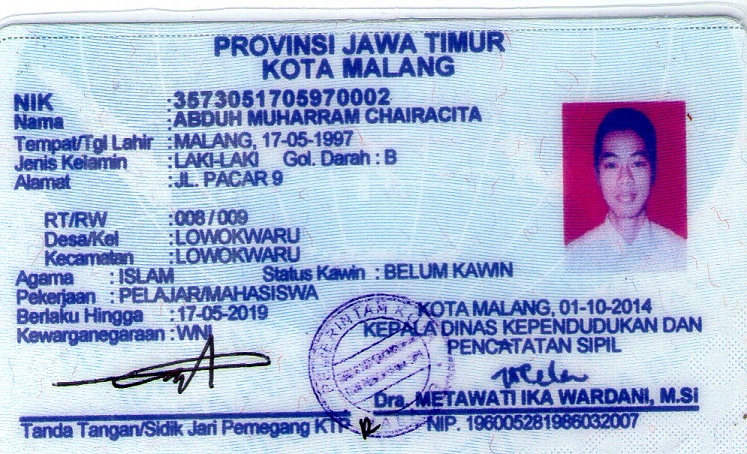 PROVINSI JAWA TIMUR
KOTA MALANG
NIK :3573051705970002
Nama :ABDUH MUHARRAM CHAIRACITA
Tempat/Tgl Lahir :MALANG, 17-05-1997
Jenis Kelamin :LAKI-LAKI Gol. Darah : B
Alamat :JL. PACAR 9
RT/RW :008 / 009
Desa/Kel :LOWOKWARU
Kecamatan :LOWOKWARU
Agama : ISLAM Status Kawin : BELUM KAWIN
Pekerjaan : PELAJAR/MAHASISWA
Berlaku Hingga :17-05-2019
Kewarganegaraan :WNI
KOTA MALANG, 01-10-2014
KEPALA DINAS KEPENDUDUKAN DAN
PENCATATAN SIPIL
Dra. METAWATI IKA WARDANI, M.Si
Tanda Tangan/Sidik Jari Pemegang KTP NIP. 196005281986032007